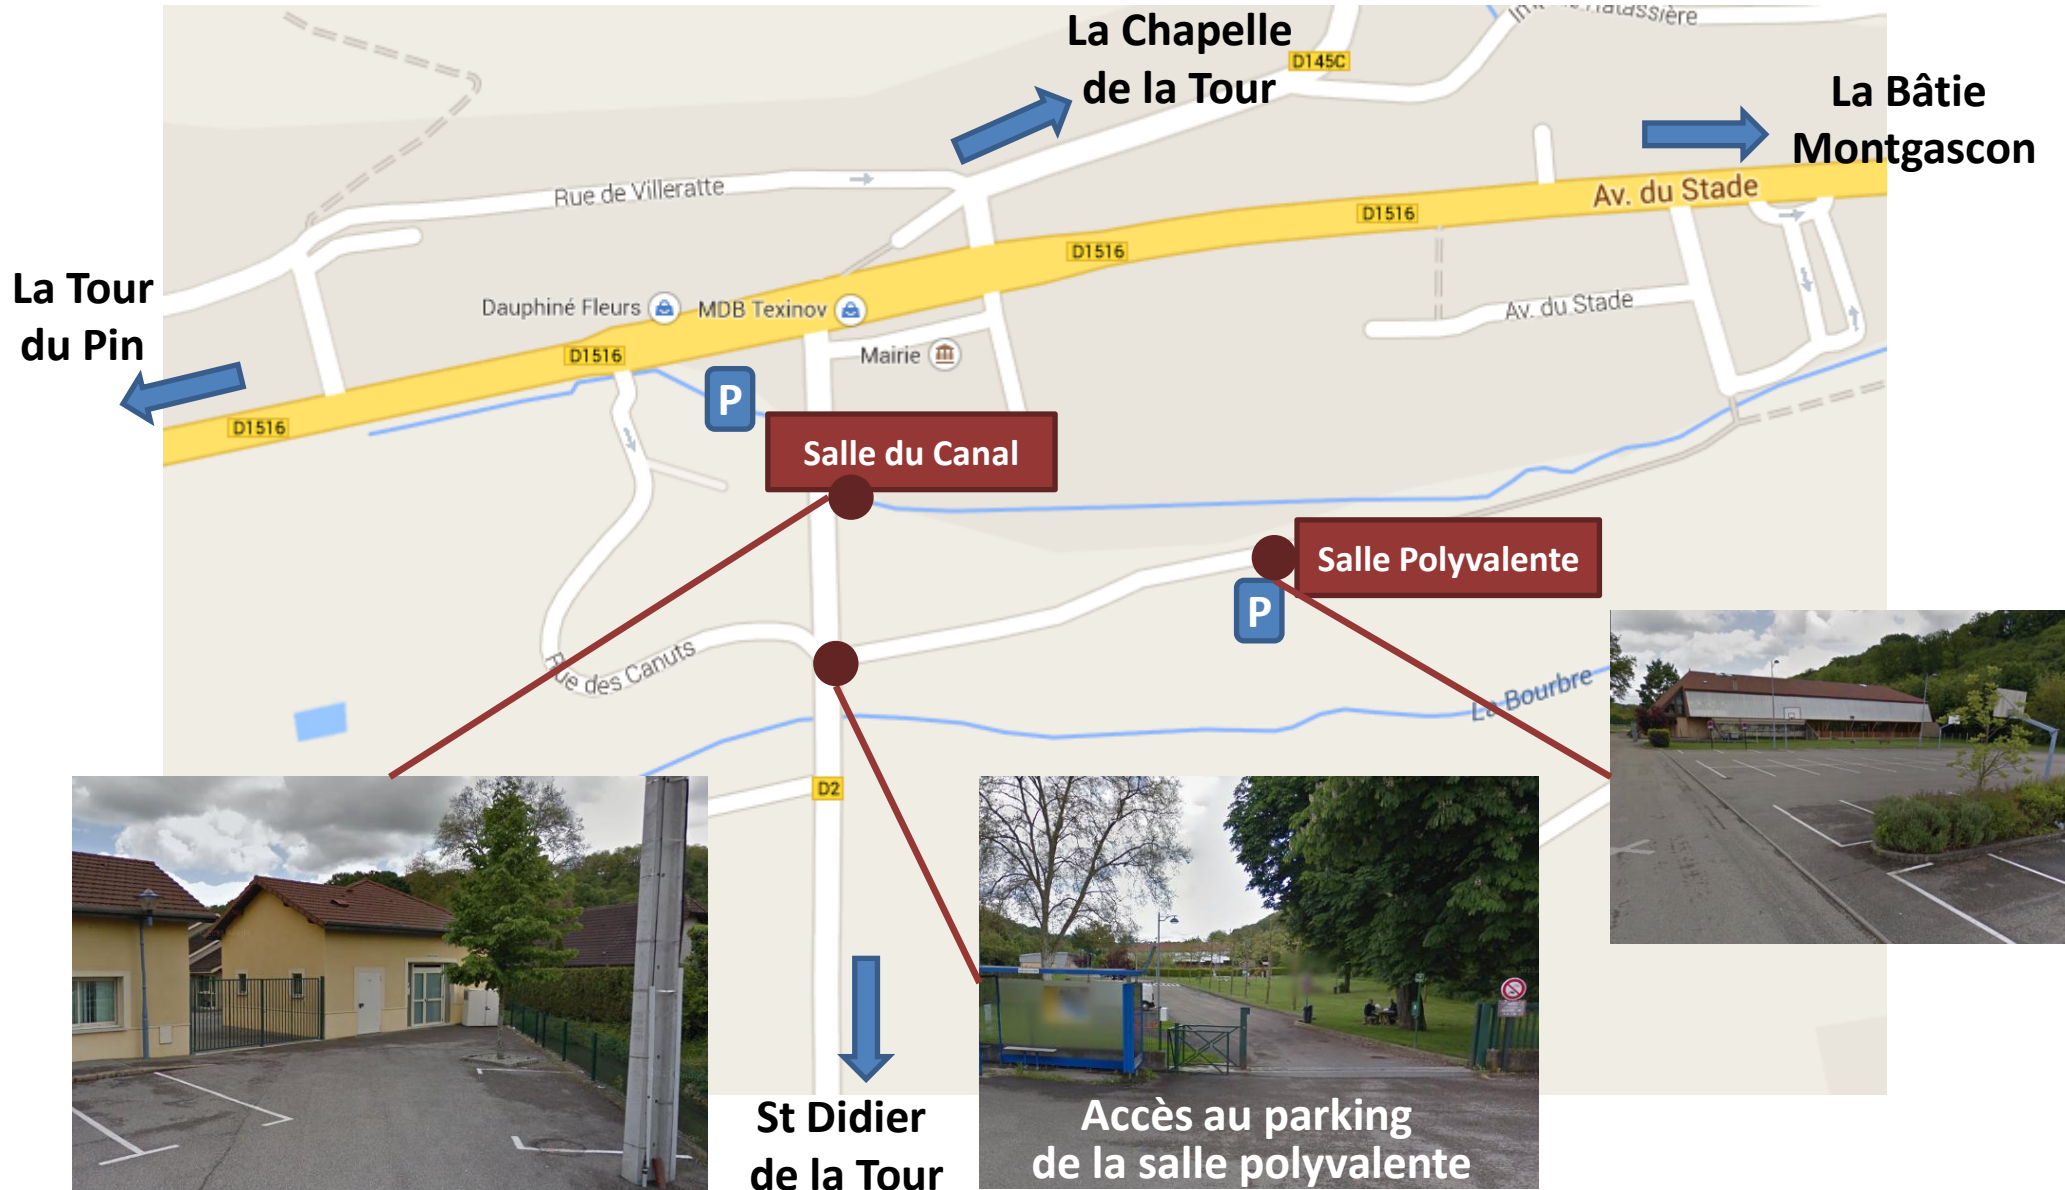 La Chapelle
de la Tour
D145C
La Bâtie
Montgascon
Rue de Villeratte
Av. du Stade
D1516
D1516
La Tour
du Pin
Dauphiné Fleurs
MDB Texinov
Av. du Stade
D1516
Mairie
P
D1516
Salle du Canal
Salle Polyvalente
P
Rue des Canuts
La Bourbre
D2
St Didier
de la Tour
Accès au parking
de la salle polyvalente